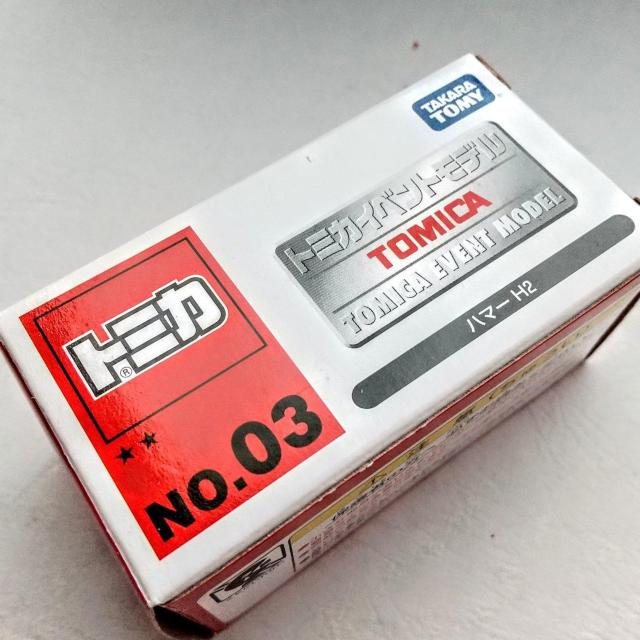 TAKARA
TOMY
トミカイベントモデル
TOMICA
TOMICA EVENT MODEL
ハマー H2
トミカ
®
★★
NO.03